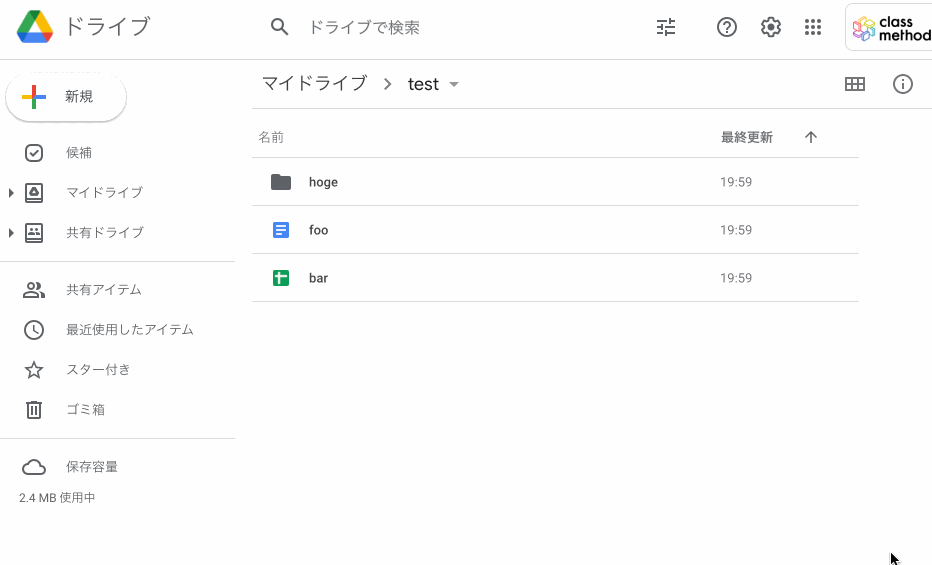 ドライブ
ドライブで検索
class
method
新規
マイドライブ
test
候補
マイドライブ
共有ドライブ
共有アイテム
最近使用したアイテム
スター付き
ゴミ箱
保存容量
2.4 MB 使用中
名前 最終更新
hoge 19:59
foo 19:59
bar 19:59